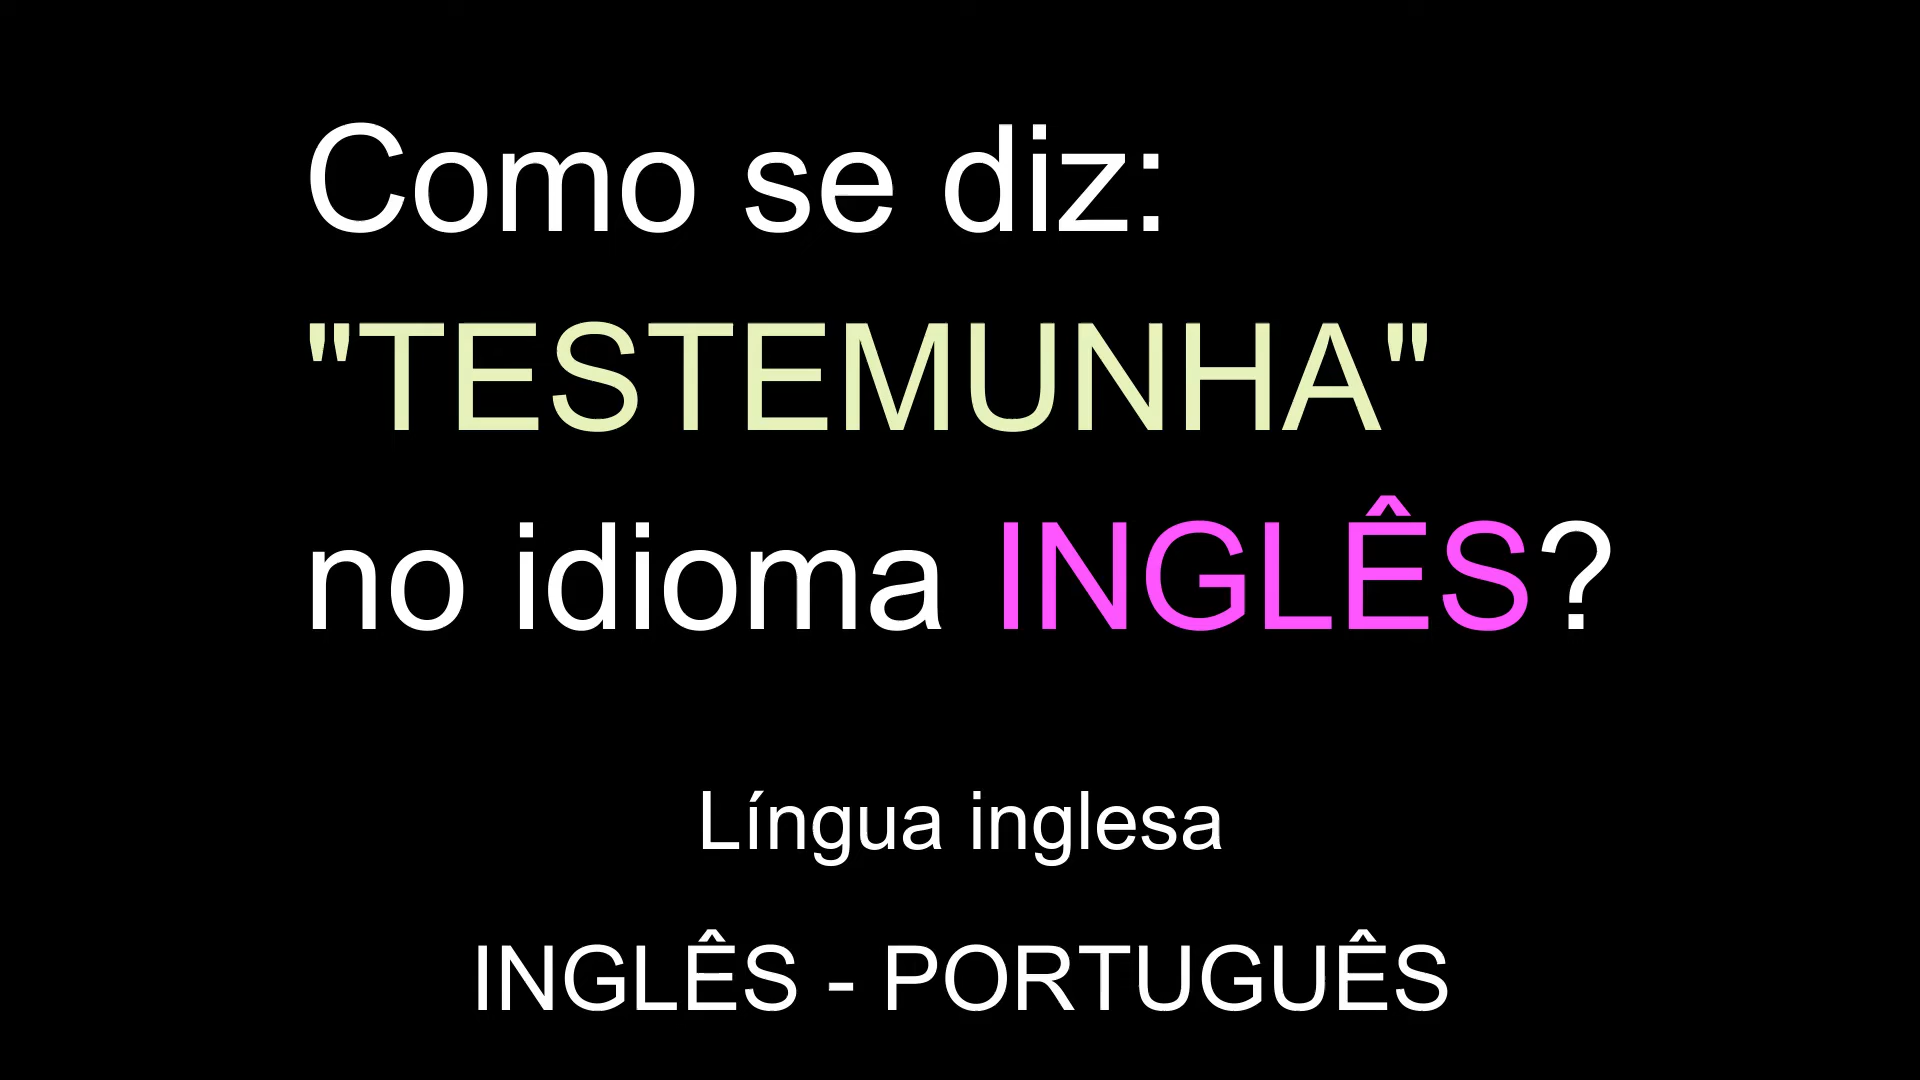 Como se diz:
"TESTEMUNHA"
no idioma INGLÊS?
Língua inglesa
INGLÊS - PORTUGUÊS